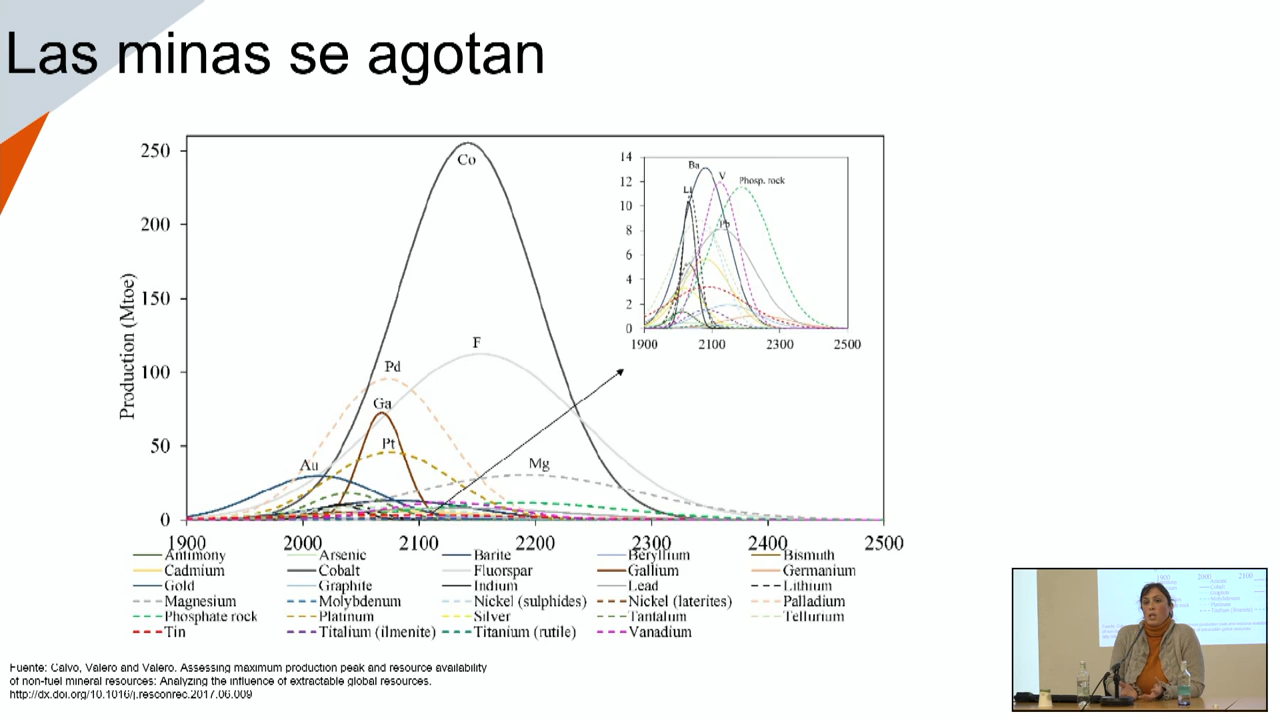 Las minas se agotan
Production (Mtoe)
250
200
150
100
50
0
1900
2000
2100
2200
2300
2400
2500
Co
F
Pd
Ga
Pt
Au
Mg
14
12
10
8
6
4
2
0
1900
2100
2300
2500
Ba
Li
V
Phosp. rock
Pb
Antimony Arsenic Barite Beryllium Bismuth
Cadmium Cobalt Fluorspar Gallium Germanium
Gold Graphite Indium Lead Lithium
Magnesium Molybdenum Nickel (sulphides) Nickel (laterites) Palladium
Phosphate rock Platinum Silver Tantalum Tellurium
Tin Titalium (ilmenite) Titanium (rutile) Vanadium
Fuente: Calvo, Valero and Valero. Assessing maximum production peak and resource availability
of non-fuel mineral resources: Analyzing the influence of extractable global resources.
http://dx.doi.org/10.1016/j.resconrec.2017.06.009
1900 2000 2100